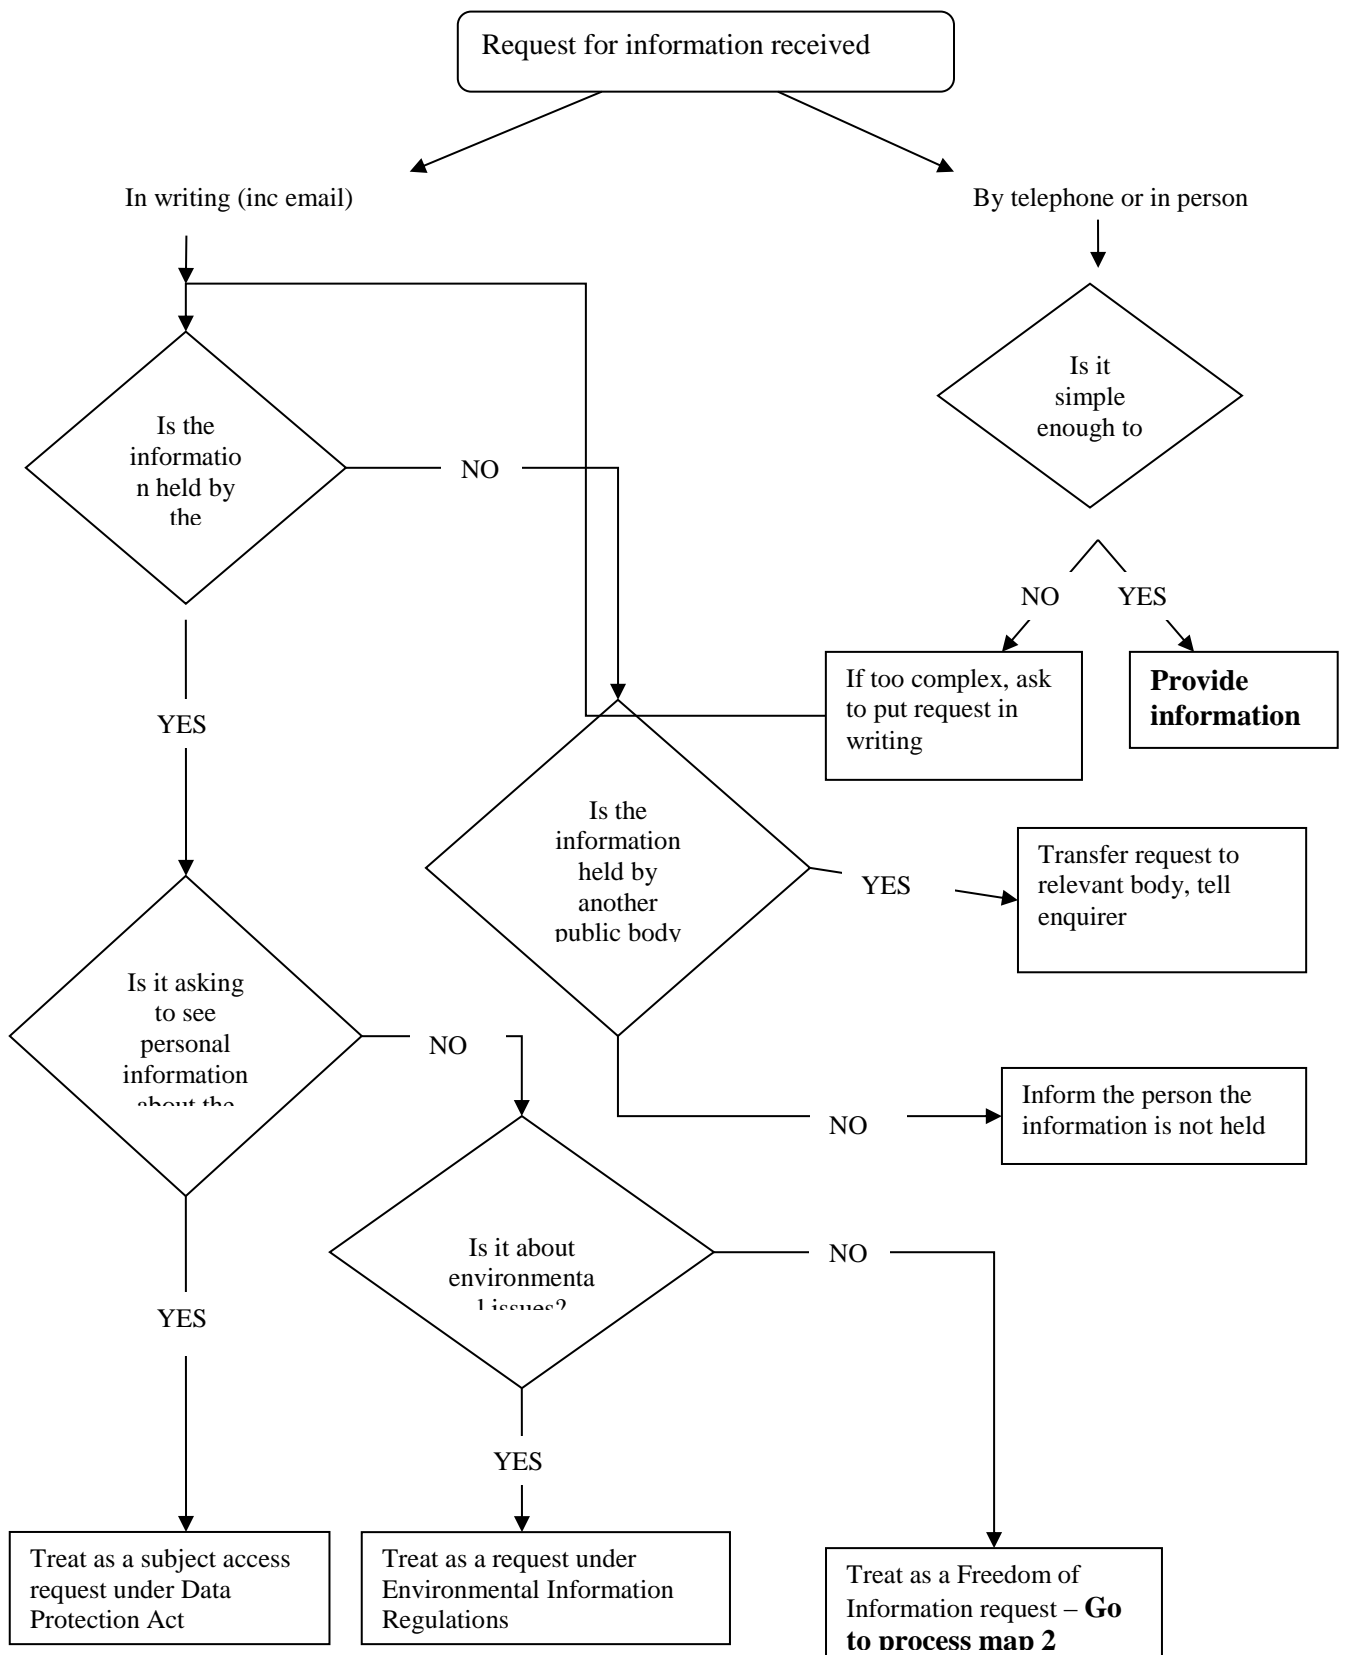 Request for information received
In writing (inc email)
By telephone or in person
Is it
simple
enough to
Is the
informatio
n held by
the
NO
NO
YES
If too complex, ask
to put request in
writing
Provide
information
YES
Is the
information
held by
another
public body
YES
Transfer request to
relevant body, tell
enquirer
Is it asking
to see
personal
information
about the
NO
Inform the person the
information is not held
NO
Is it about
environmenta
l issues?
NO
YES
YES
Treat as a subject access
request under Data
Protection Act
Treat as a request under
Environmental Information
Regulations
Treat as a Freedom of
Information request – Go
to process map 2